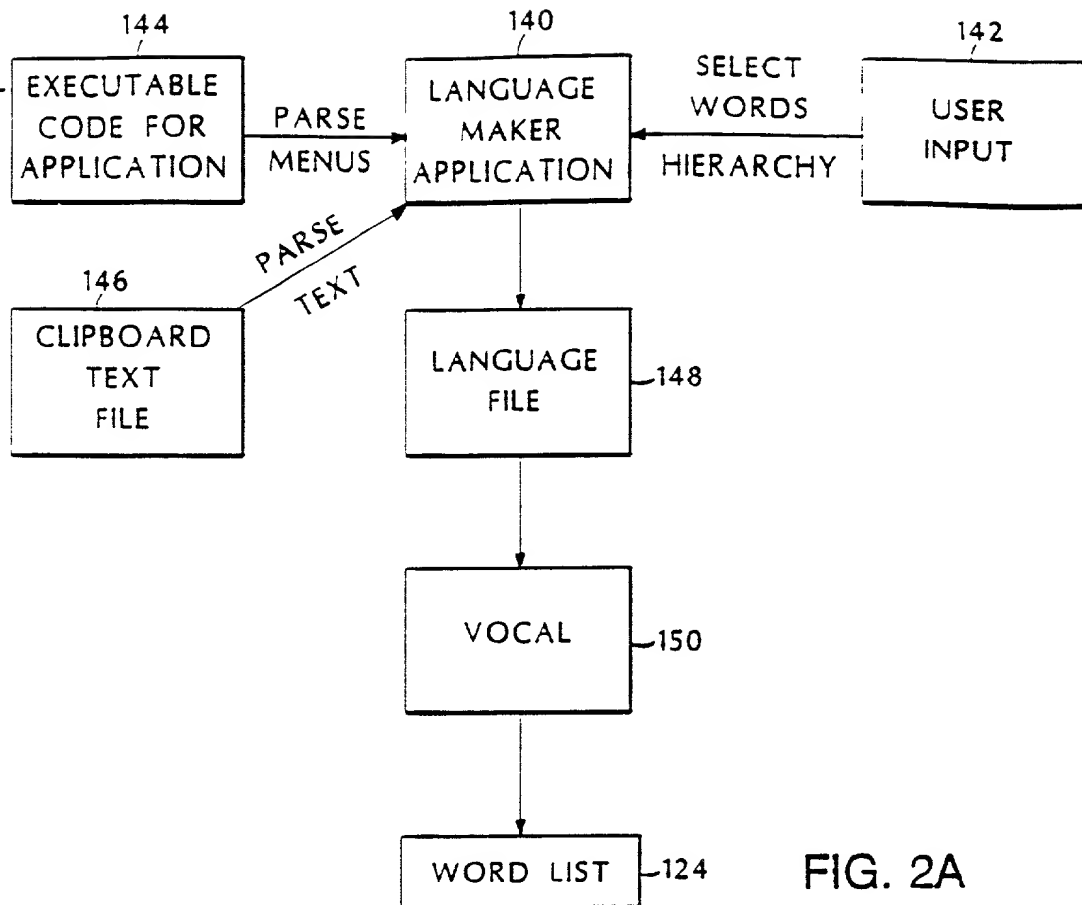 144
EXECUTABLE
CODE FOR
APPLICATION
PARSE
MENUS
140
LANGUAGE
MAKER
APPLICATION
SELECT
WORDS
HIERARCHY
142
USER
INPUT
146
CLIPBOARD
TEXT
FILE
PARSE
TEXT
LANGUAGE
FILE
148
VOCAL
150
WORD LIST
124
FIG. 2A